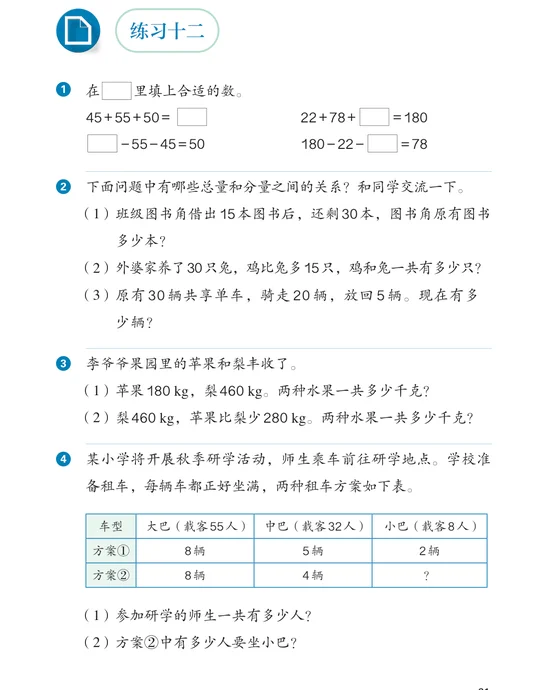 练习十二
1 在□里填上合适的数。
45+55+50=□ 22+78+□=180
□-55-45=50 180-22-□=78
2 下面问题中有哪些总量和分量之间的关系？和同学交流一下。
（1）班级图书角借出15本图书后，还剩30本，图书角原有图书
多少本？
（2）外婆家养了30只兔，鸡比兔多15只，鸡和兔一共有多少只？
（3）原有30辆共享单车，骑走20辆，放回5辆。现在有多
少辆？
3 李爷爷果园里的苹果和梨丰收了。
（1）苹果180 kg，梨460 kg。两种水果一共多少千克？
（2）梨460 kg，苹果比梨少280 kg。两种水果一共多少千克？
4 某小学将开展秋季研学活动，师生乘车前往研学地点。学校准
备租车，每辆车都正好坐满，两种租车方案如下表。
车型 大巴（载客55人） 中巴（载客32人） 小巴（载客8人）
方案① 8辆 5辆 2辆
方案② 8辆 4辆 ？
（1）参加研学的师生一共有多少人？
（2）方案②中有多少人要坐小巴？